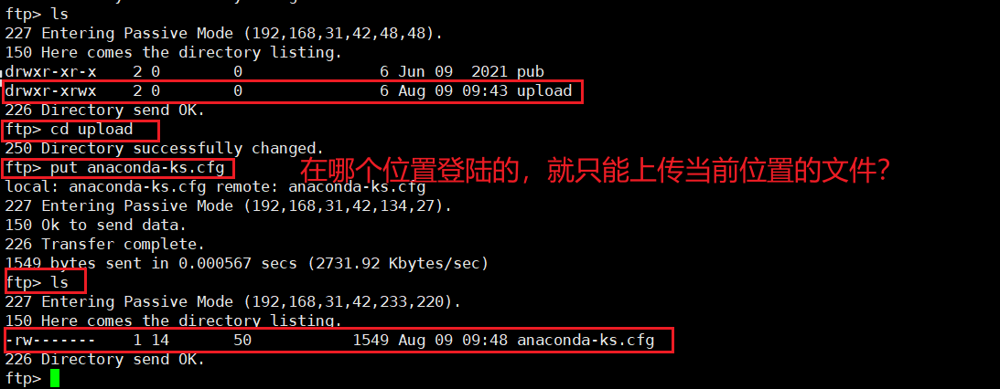 ftp> ls
227 Entering Passive Mode (192,168,31,42,48,48).
150 Here comes the directory listing.
drwxr-xr-x    2 0        0               6 Jun 09  2021 pub
drwxr-xrwx    2 0        0               6 Aug 09 09:43 upload
226 Directory send OK.
ftp> cd upload
250 Directory successfully changed.
ftp> put anaconda-ks.cfg
在哪个位置登陆的，就只能上传当前位置的文件？
local: anaconda-ks.cfg remote: anaconda-ks.cfg
227 Entering Passive Mode (192,168,31,42,134,27).
150 Ok to send data.
226 Transfer complete.
1549 bytes sent in 0.000567 secs (2731.92 Kbytes/sec)
ftp> ls
227 Entering Passive Mode (192,168,31,42,233,220).
150 Here comes the directory listing.
-rw-------    1 14       50           1549 Aug 09 09:48 anaconda-ks.cfg
226 Directory send OK.
ftp>